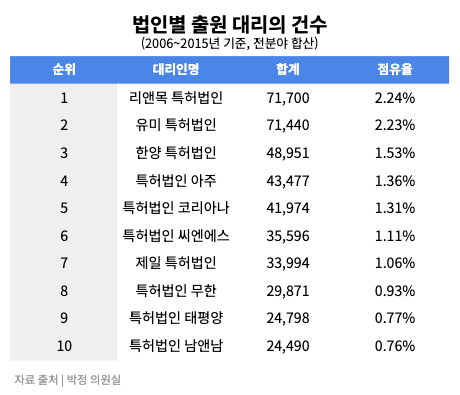 법인별 출원 대리의 건수
(2006~2015년 기준, 전분야 합산)
순위 대리인명 합계 점유율
1 리앤목 특허법인 71,700 2.24%
2 유미 특허법인 71,440 2.23%
3 한양 특허법인 48,951 1.53%
4 특허법인 아주 43,477 1.36%
5 특허법인 코리아나 41,974 1.31%
6 특허법인 씨엔에스 35,596 1.11%
7 제일 특허법인 33,994 1.06%
8 특허법인 무한 29,871 0.93%
9 특허법인 태평양 24,798 0.77%
10 특허법인 남앤남 24,490 0.76%
자료 출처 | 박정 의원실